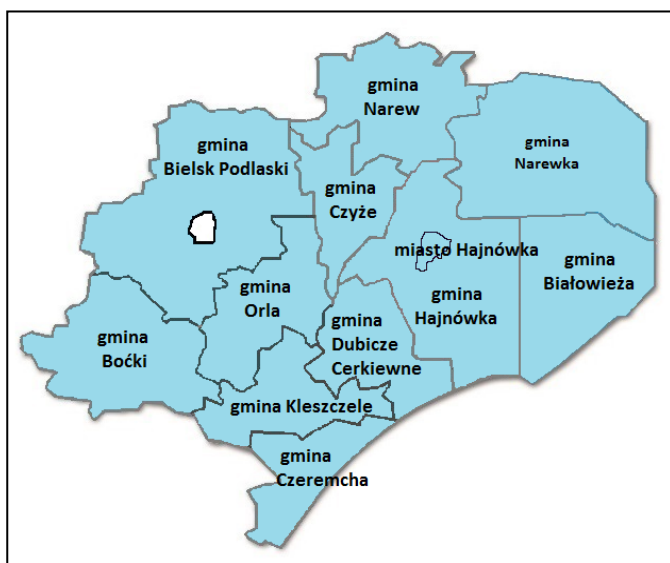 gmina
Narew
gmina
Bielsk Podlaski
gmina
Narewka
gmina
Czyże
miasto Hajnówka
gmina
Białowieża
gmina
Orla
gmina
Hajnówka
gmina
Dubicze
Cerkiewne
gmina
Boćki
gmina Kleszczele
gmina
Czeremcha